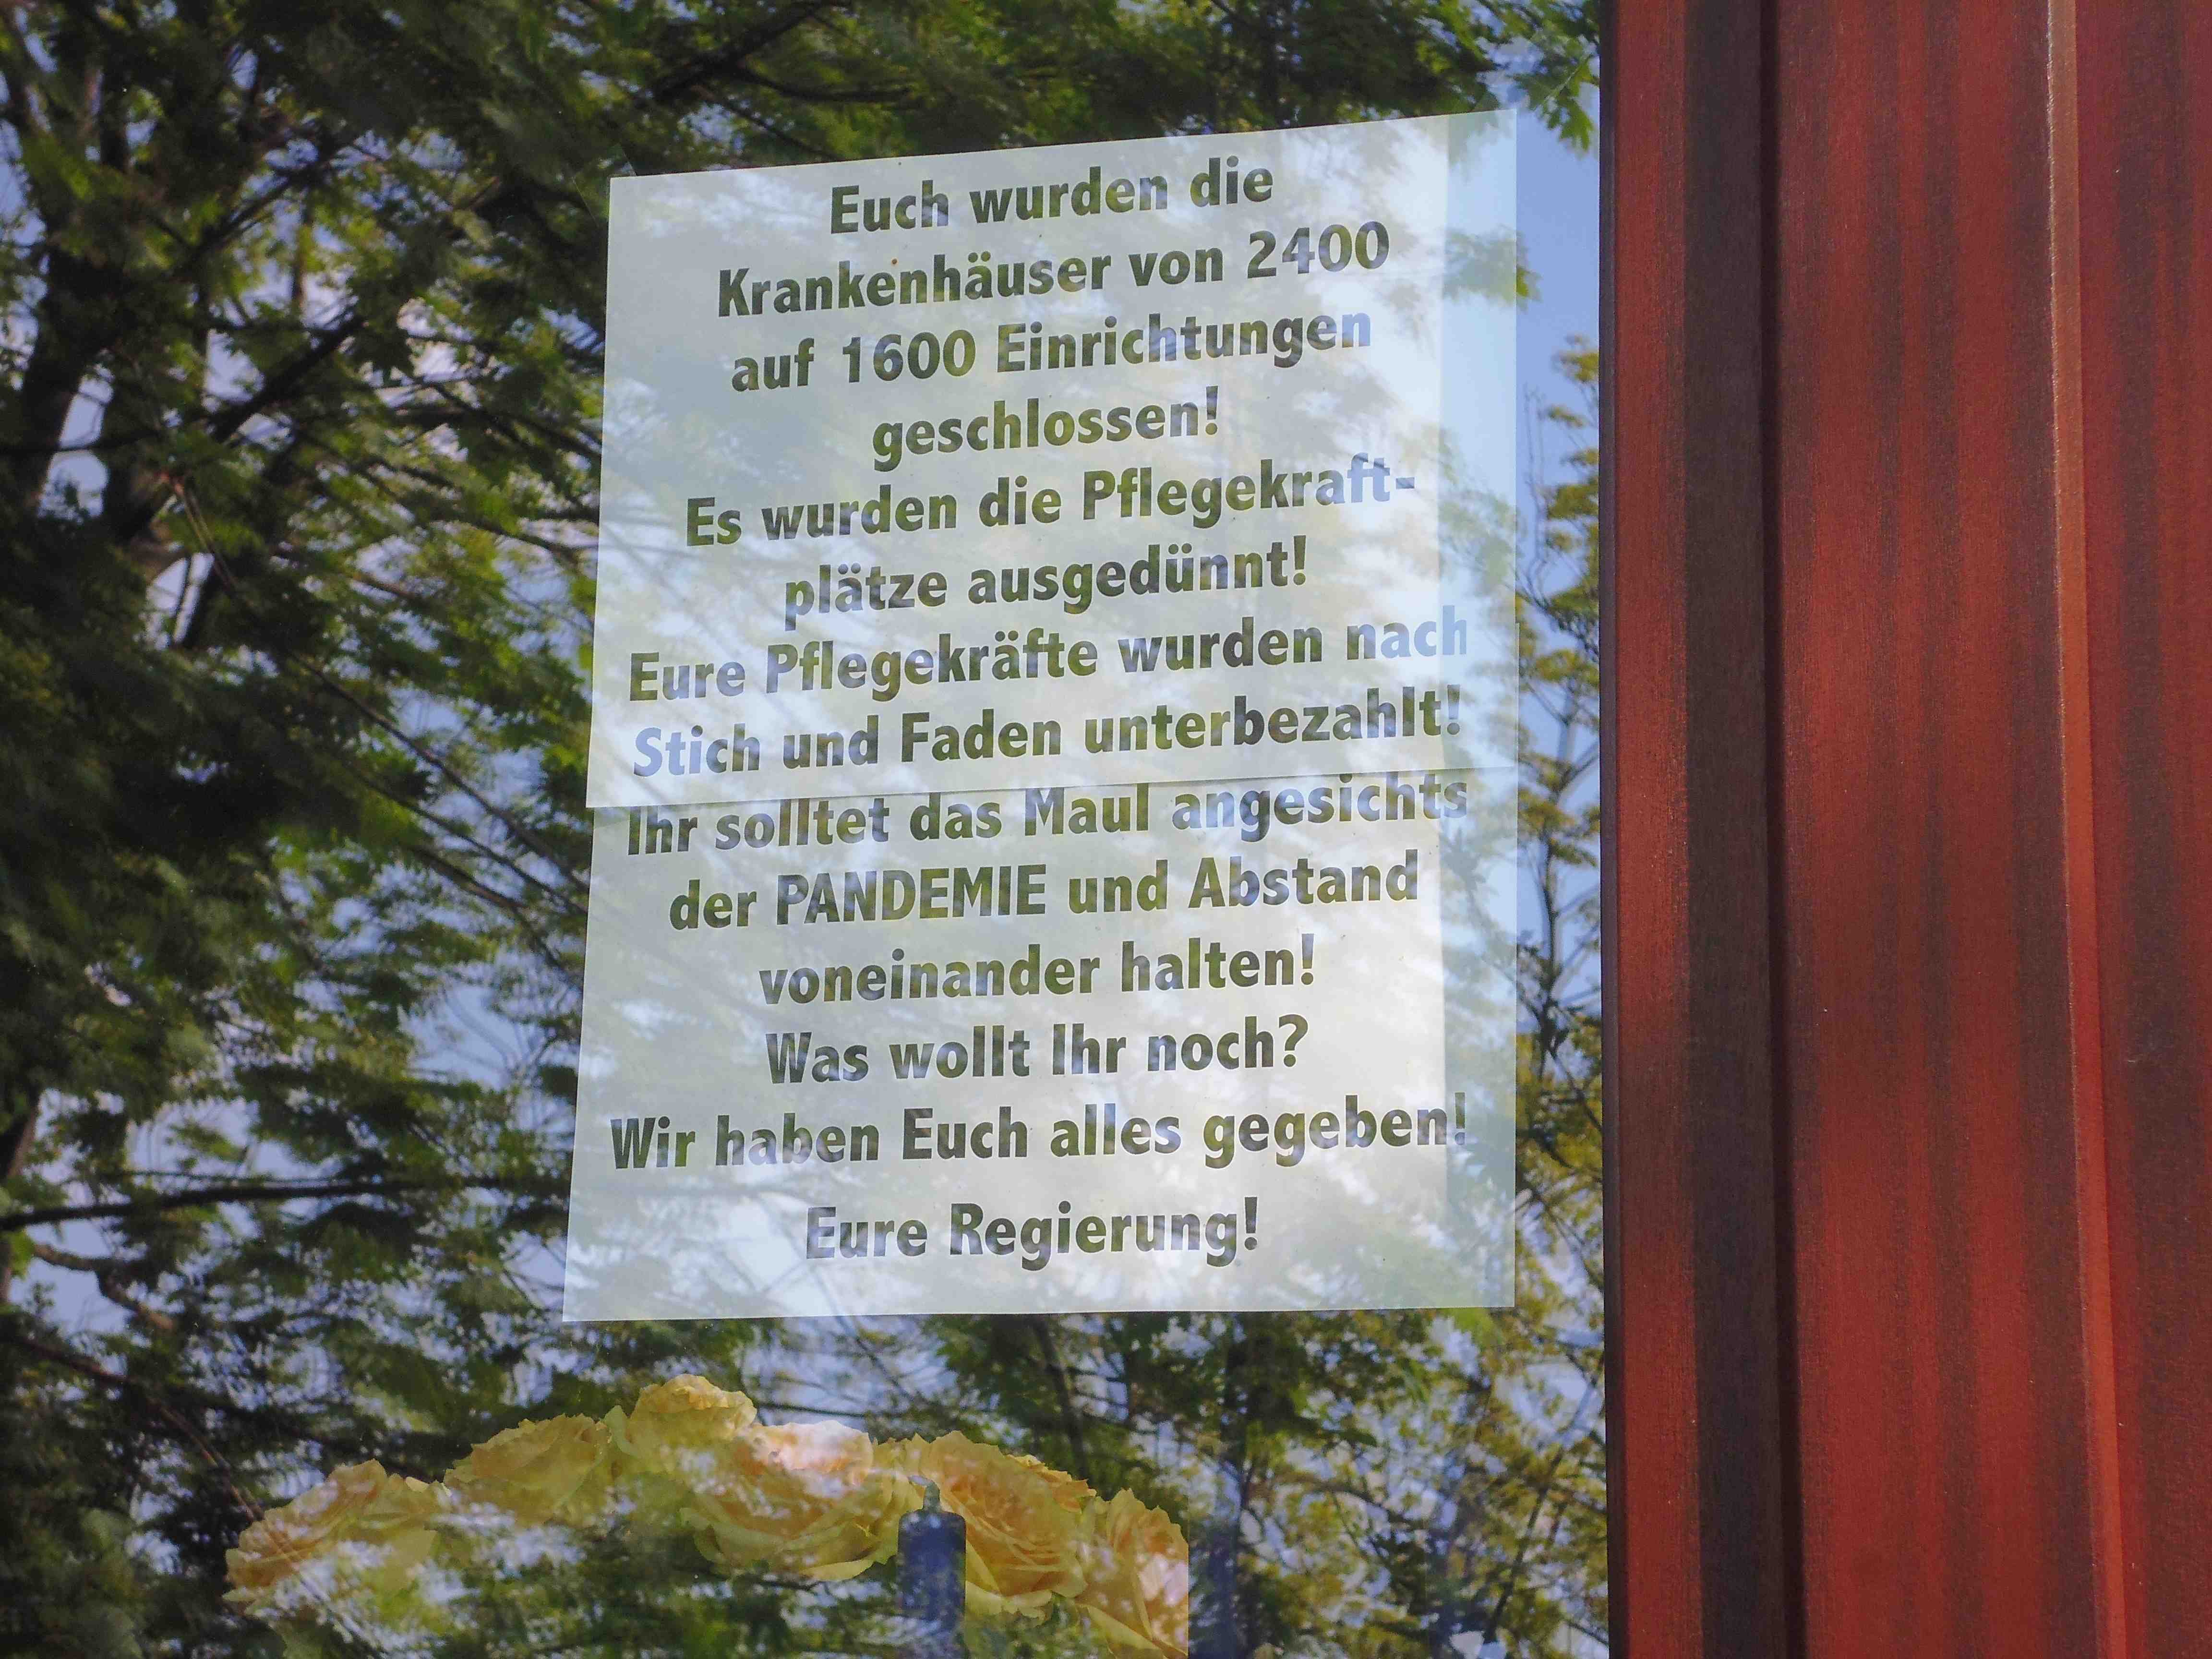 Euch wurden die
Krankenhäuser von 2400
auf 1600 Einrichtungen
geschlossen!
Es wurden die Pflegekraft-
plätze ausgedünnt!
Eure Pflegekräfte wurden nach
Stich und Faden unterbezahlt!
Ihr solltet das Maul angesichts
der PANDEMIE und Abstand
voneinander halten!
Was wollt Ihr noch?
Wir haben Euch alles gegeben!
Eure Regierung!